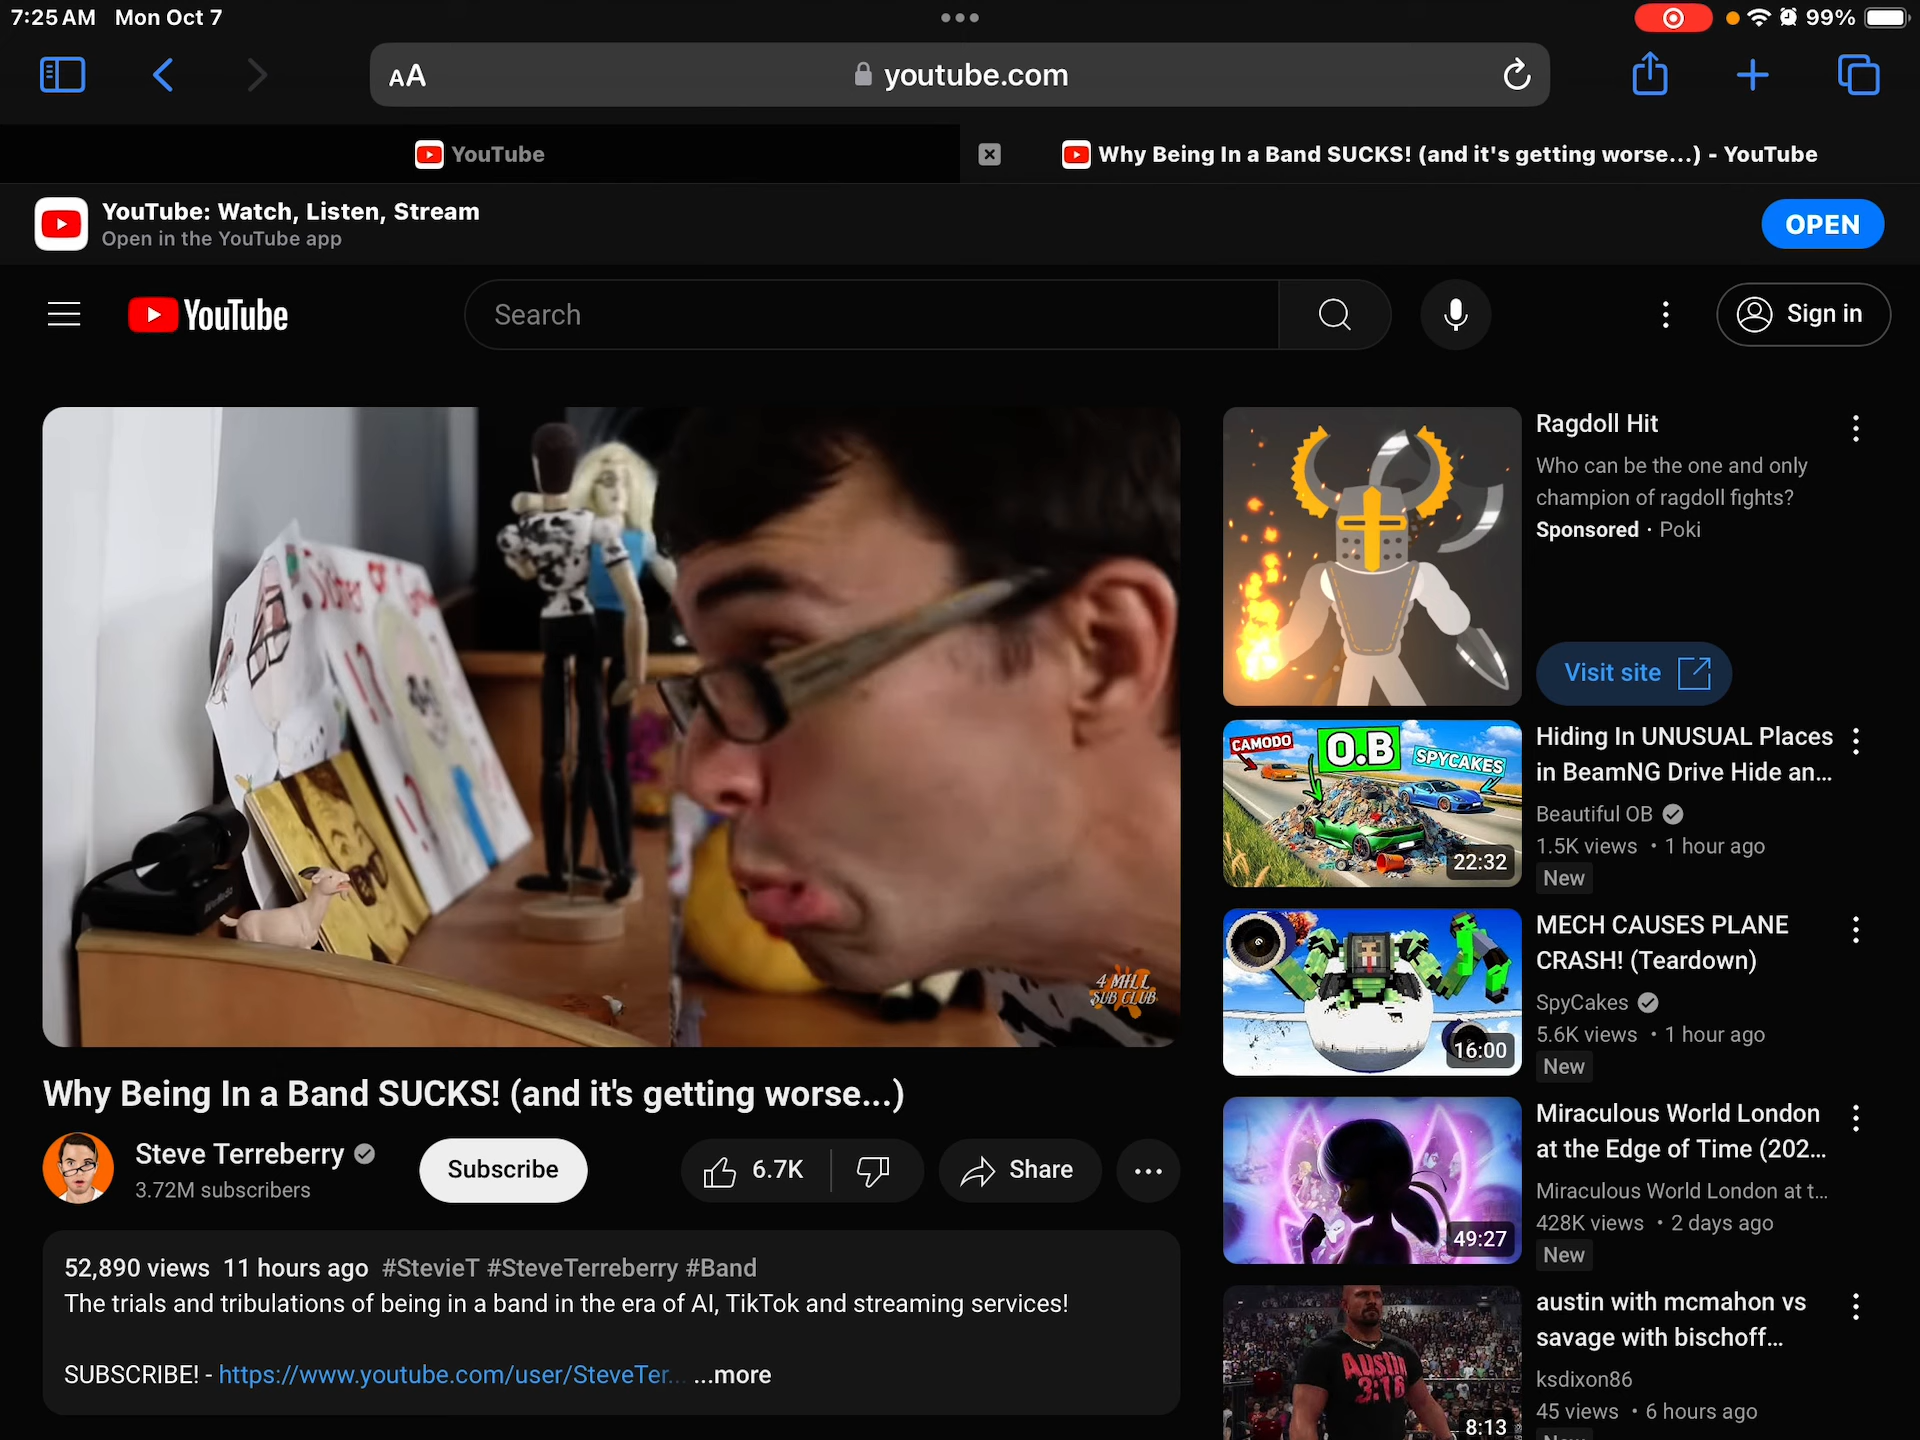 7:25 AM Mon Oct 7
99%
AA
youtube.com
YouTube
Why Being In a Band SUCKS! (and it's getting worse...) - YouTube
YouTube: Watch, Listen, Stream
Open in the YouTube app
OPEN
YouTube
Search
Sign in
4 MILL
SUB CLUB
Why Being In a Band SUCKS! (and it's getting worse...)
Steve Terreberry
3.72M subscribers
Subscribe
6.7K
Share
52,890 views 11 hours ago #StevieT #SteveTerreberry #Band
The trials and tribulations of being in a band in the era of AI, TikTok and streaming services!
SUBSCRIBE! - https://www.youtube.com/user/SteveTer... ...more
Ragdoll Hit
Who can be the one and only
champion of ragdoll fights?
Sponsored · Poki
Visit site
CAMODO
O.B
SPYCAKES
22:32
Hiding In UNUSUAL Places
in BeamNG Drive Hide an...
Beautiful OB
1.5K views • 1 hour ago
New
16:00
MECH CAUSES PLANE
CRASH! (Teardown)
SpyCakes
5.6K views • 1 hour ago
New
49:27
Miraculous World London
at the Edge of Time (202...
Miraculous World London at t...
428K views • 2 days ago
New
AUSTIN
3:16
8:13
austin with mcmahon vs
savage with bischoff...
ksdixon86
45 views • 6 hours ago
New